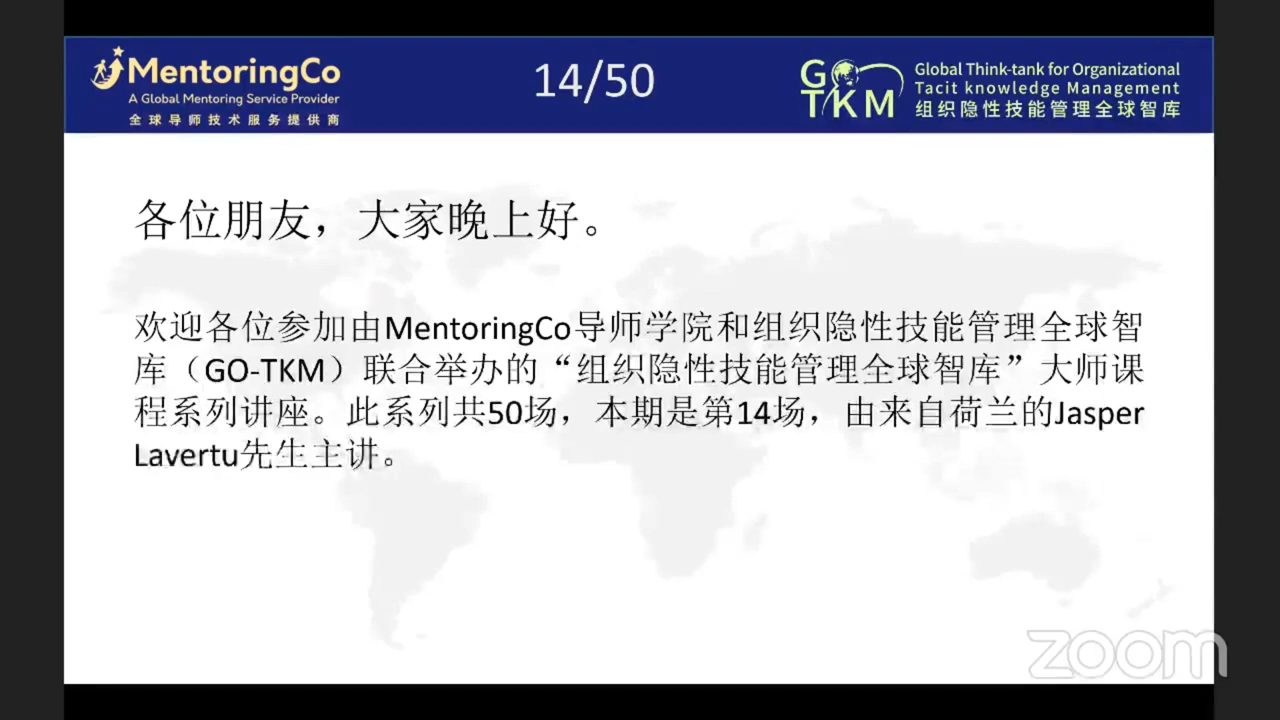 MentoringCo
A Global Mentoring Service Provider
全球导师技术服务提供商
14/50
GO
TKM
Global Think-tank for Organizational
Tacit knowledge Management
组织隐性技能管理全球智库
各位朋友，大家晚上好。
欢迎各位参加由MentoringCo导师学院和组织隐性技能管理全球智
库（GO-TKM）联合举办的“组织隐性技能管理全球智库”大师课
程系列讲座。此系列共50场，本期是第14场，由来自荷兰的Jasper
Lavertu先生主讲。
zoom